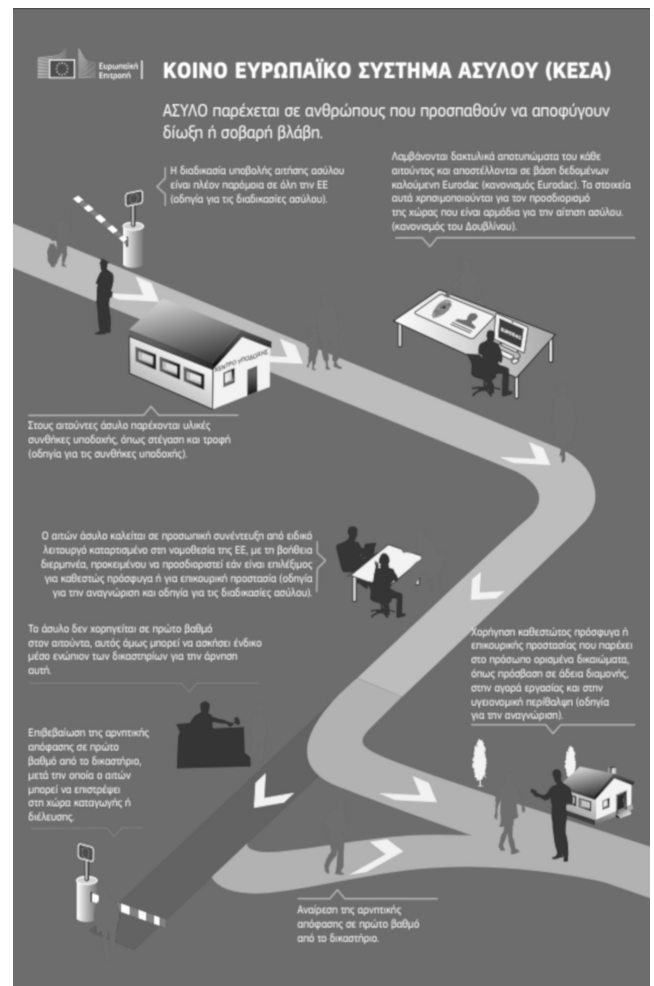 Ευρωπαϊκή
Επιτροπή
ΚΟΙΝΟ ΕΥΡΩΠΑΪΚΟ ΣΥΣΤΗΜΑ ΑΣΥΛΟΥ (ΚΕΣΑ)
ΑΣΥΛΟ παρέχεται σε ανθρώπους που προσπαθούν να αποφύγουν
δίωξη ή σοβαρή βλάβη.
Η διαδικασία υποβολής αίτησης ασύλου
είναι πλέον παρόμοια σε όλη την ΕΕ
(οδηγία για τις διαδικασίες ασύλου).
Λαμβάνονται δακτυλικά αποτυπώματα του κάθε
αιτούντος και αποστέλλονται σε βάση δεδομένων
καλούμενη Eurodac (κανονισμός Eurodac). Τα στοιχεία
αυτά χρησιμοποιούνται για τον προσδιορισμό
της χώρας που είναι αρμόδια για την αίτηση ασύλου.
(κανονισμός του Δουβλίνου).
EURODAC
ΚΕΝΤΡΟ ΥΠΟΔΟΧΗΣ
Στους αιτούντες άσυλο παρέχονται υλικές
συνθήκες υποδοχής, όπως στέγαση και τροφή
(οδηγία για τις συνθήκες υποδοχής).
Ο αιτών άσυλο καλείται σε προσωπική συνέντευξη από ειδικό
λειτουργό καταρτισμένο στη νομοθεσία της ΕΕ, με τη βοήθεια
διερμηνέα, προκειμένου να προσδιοριστεί εάν είναι επιλέξιμος
για καθεστώς πρόσφυγα ή για επικουρική προστασία (οδηγία
για την αναγνώριση και οδηγία για τις διαδικασίες ασύλου).
Το άσυλο δεν χορηγείται σε πρώτο βαθμό
στον αιτούντα, αυτός όμως μπορεί να ασκήσει ένδικο
μέσο ενώπιον των δικαστηρίων για την άρνηση
αυτή.
Χορήγηση καθεστώτος πρόσφυγα ή
επικουρικής προστασίας που παρέχει
στο πρόσωπο ορισμένα δικαιώματα,
όπως πρόσβαση σε άδεια διαμονής,
στην αγορά εργασίας και στην
υγειονομική περίθαλψη (οδηγία
για την αναγνώριση).
Επιβεβαίωση της αρνητικής
απόφασης σε πρώτο
βαθμό από το δικαστήριο,
μετά την οποία ο αιτών
μπορεί να επιστρέψει
στη χώρα καταγωγής ή
διέλευσης.
Αναίρεση της αρνητικής
απόφασης σε πρώτο βαθμό
από το δικαστήριο.